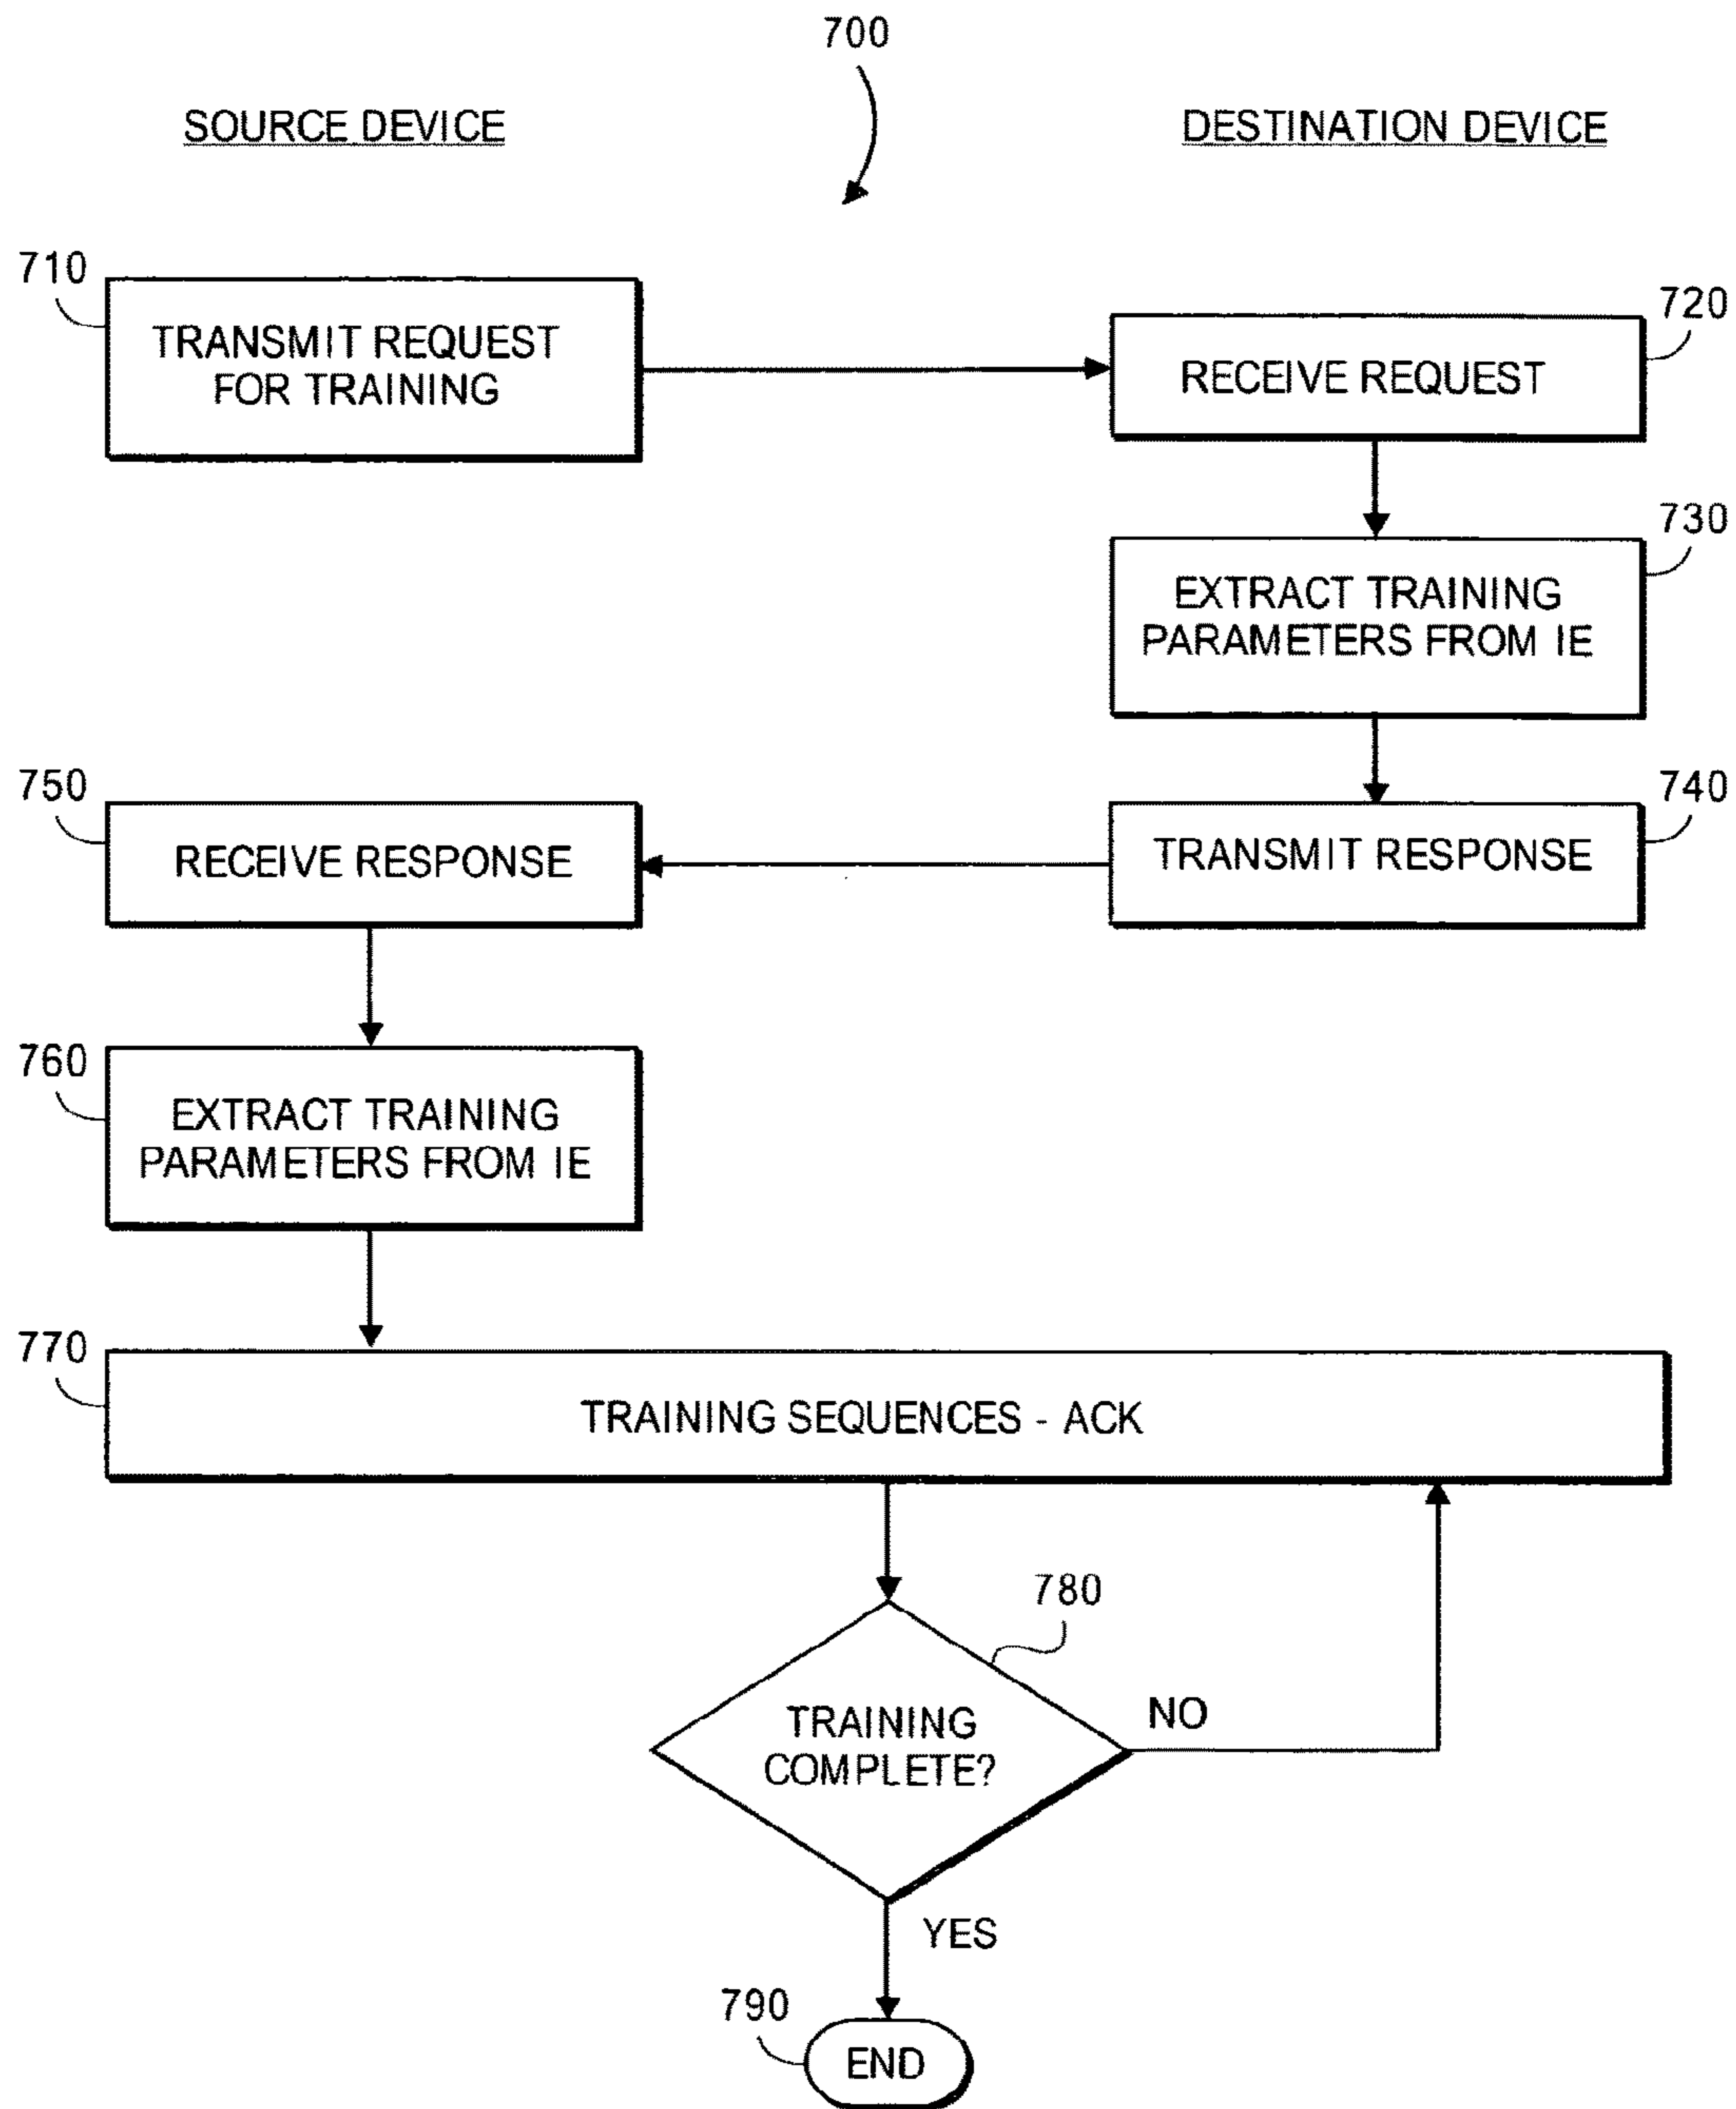 700
SOURCE DEVICE
DESTINATION DEVICE
710
TRANSMIT REQUEST
FOR TRAINING
720
RECEIVE REQUEST
730
EXTRACT TRAINING
PARAMETERS FROM IE
740
TRANSMIT RESPONSE
750
RECEIVE RESPONSE
760
EXTRACT TRAINING
PARAMETERS FROM IE
770
TRAINING SEQUENCES - ACK
780
TRAINING
COMPLETE?
NO
YES
790
END